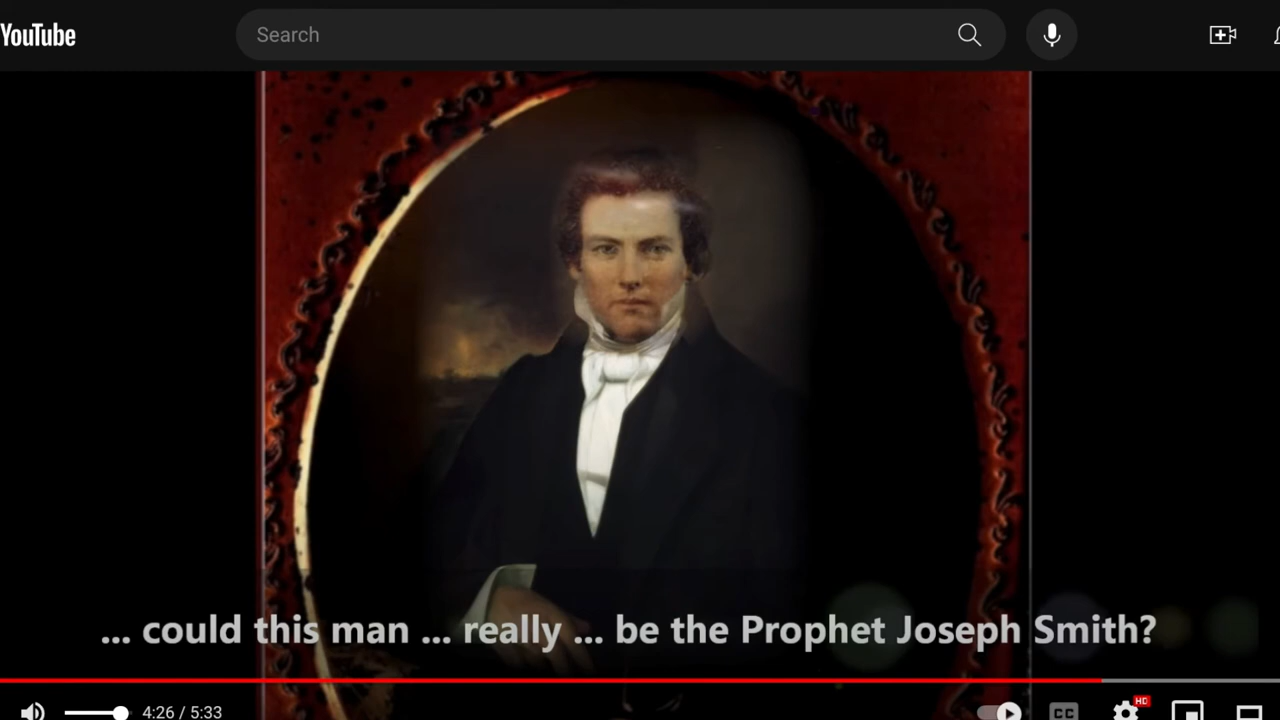 YouTube
Search
... could this man ... really ... be the Prophet Joseph Smith?
4:26 / 5:33
CC
HD